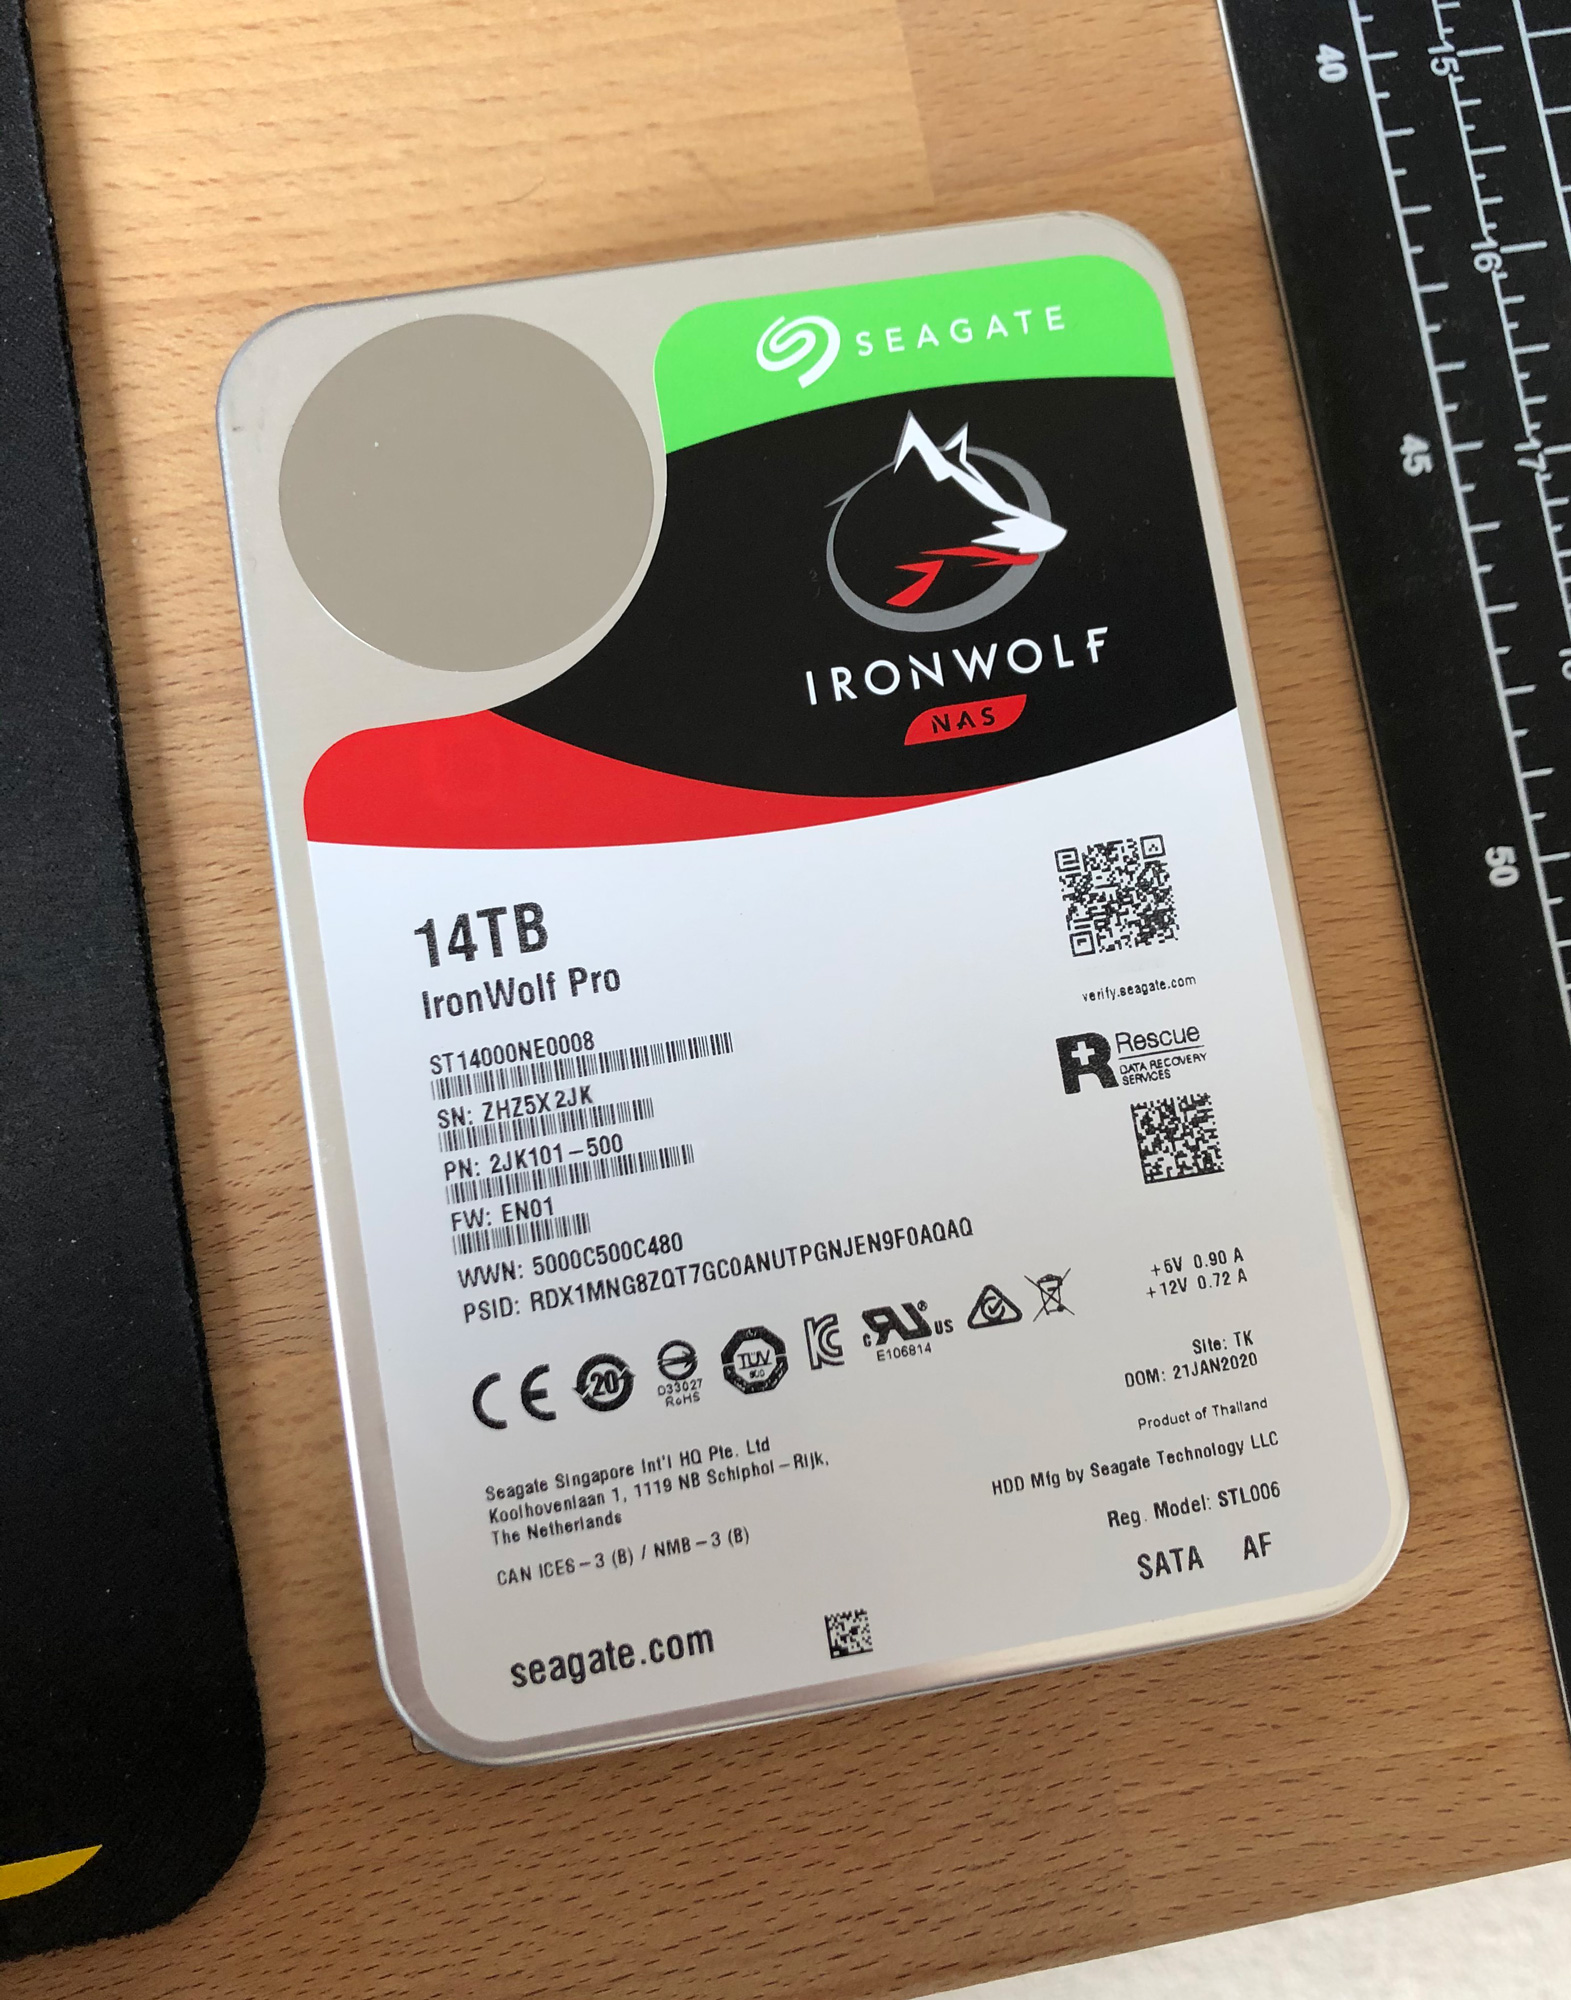 SEAGATE
IRONWOLF
NAS
14TB
IronWolf Pro
ST14000NE0008
SN: ZHZ5X2JK
PN: 2JK101-500
FW: EN01
WWN: 5000C500C480
PSID: RDX1MNG8ZQT7GC0ANUTPGNJEN9F0AQAQ
verify.seagate.com
Rescue
DATA RECOVERY
SERVICES
+5V 0.90 A
+12V 0.72 A
CE
20
D33027
RoHS
TÜV
SÜD
c RU US
E106814
Site: TK
DOM: 21JAN2020
Product of Thailand
HDD Mfg by Seagate Technology LLC
Reg. Model: STL006
SATA AF
Seagate Singapore Int'l HQ Pte. Ltd
Koolhovenlaan 1, 1119 NB Schiphol-Rijk,
The Netherlands
CAN ICES-3 (B) / NMB-3 (B)
seagate.com
40
45
50
15
16
17